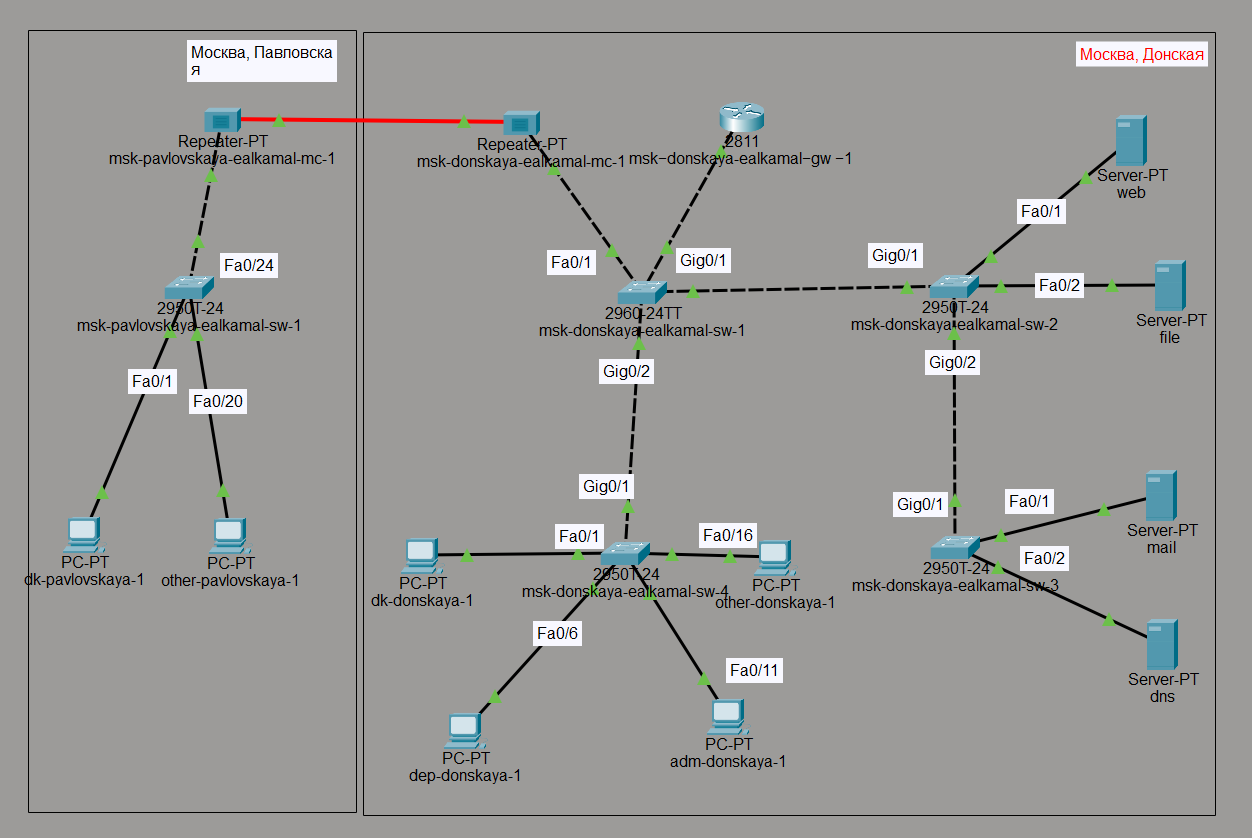 Москва, Павловска
я
Москва, Донская
Repeater-PT
msk-pavlovskaya-ealkamal-mc-1
Repeater-PT
msk-donskaya-ealkamal-mc-1
2811
msk-donskaya-ealkamal-gw -1
Server-PT
web
Fa0/1
Fa0/24
Fa0/1
Gig0/1
Gig0/1
Fa0/2
2950T-24
msk-pavlovskaya-ealkamal-sw-1
2960-24TT
msk-donskaya-ealkamal-sw-1
2950T-24
msk-donskaya-ealkamal-sw-2
Server-PT
file
Fa0/1
Fa0/20
Gig0/2
Gig0/2
Gig0/1
Gig0/1
Fa0/1
Server-PT
mail
Fa0/1
Fa0/16
Fa0/2
PC-PT
dk-pavlovskaya-1
PC-PT
other-pavlovskaya-1
PC-PT
dk-donskaya-1
2950T-24
msk-donskaya-ealkamal-sw-4
PC-PT
other-donskaya-1
2950T-24
msk-donskaya-ealkamal-sw-3
Fa0/6
Fa0/11
Server-PT
dns
PC-PT
dep-donskaya-1
PC-PT
adm-donskaya-1